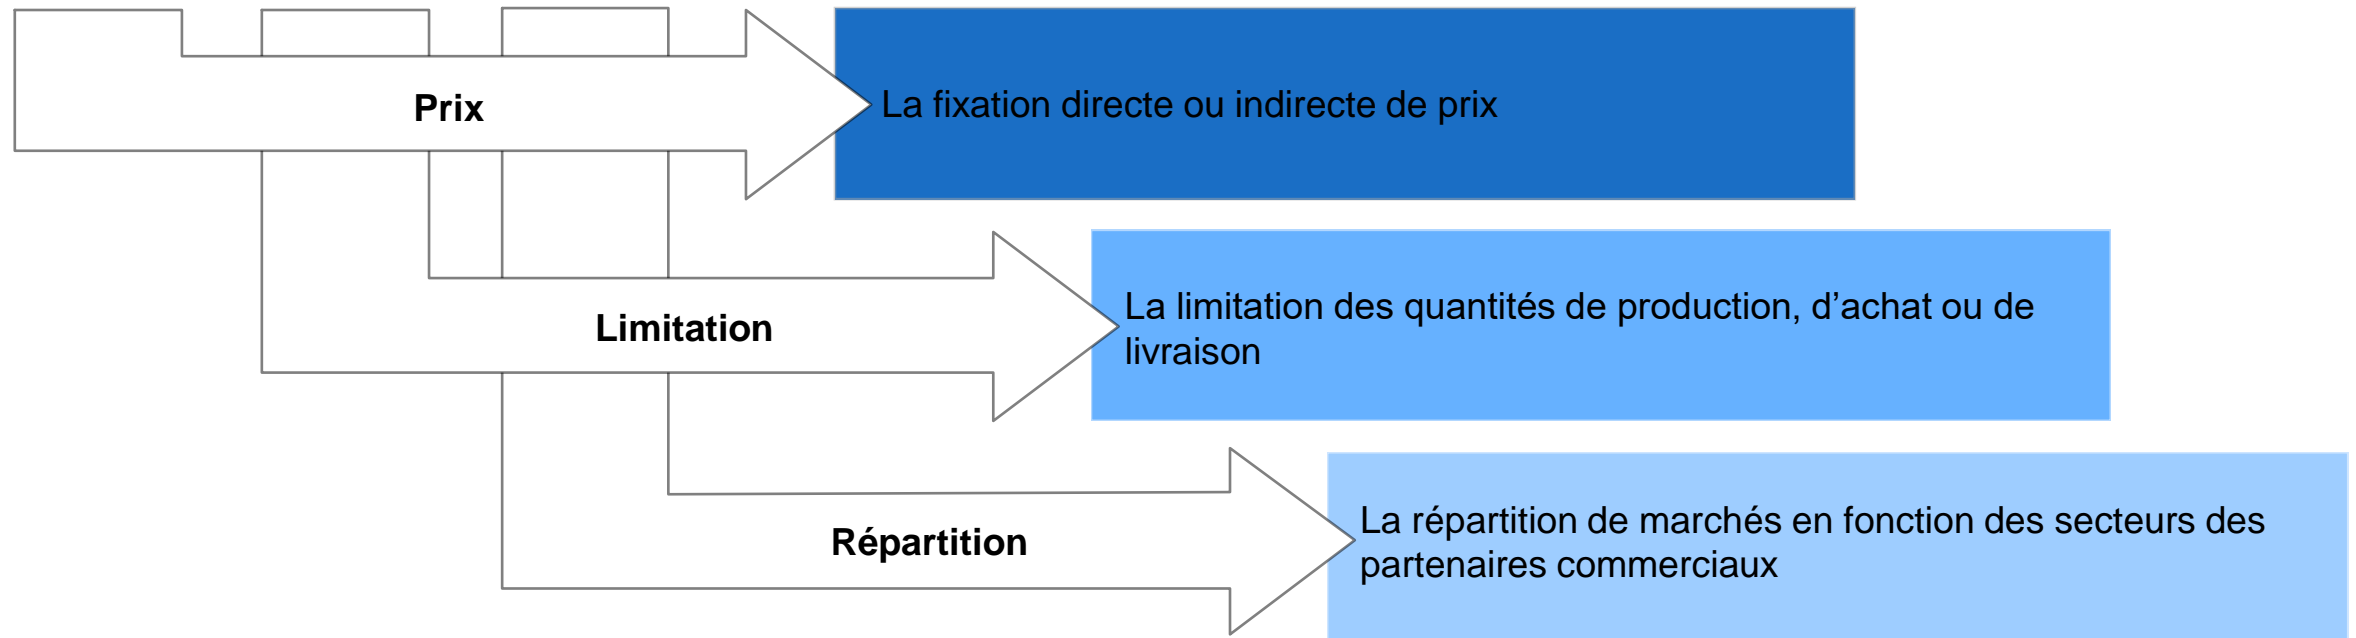 Prix
La fixation directe ou indirecte de prix
Limitation
La limitation des quantités de production, d’achat ou de
livraison
Répartition
La répartition de marchés en fonction des secteurs des
partenaires commerciaux